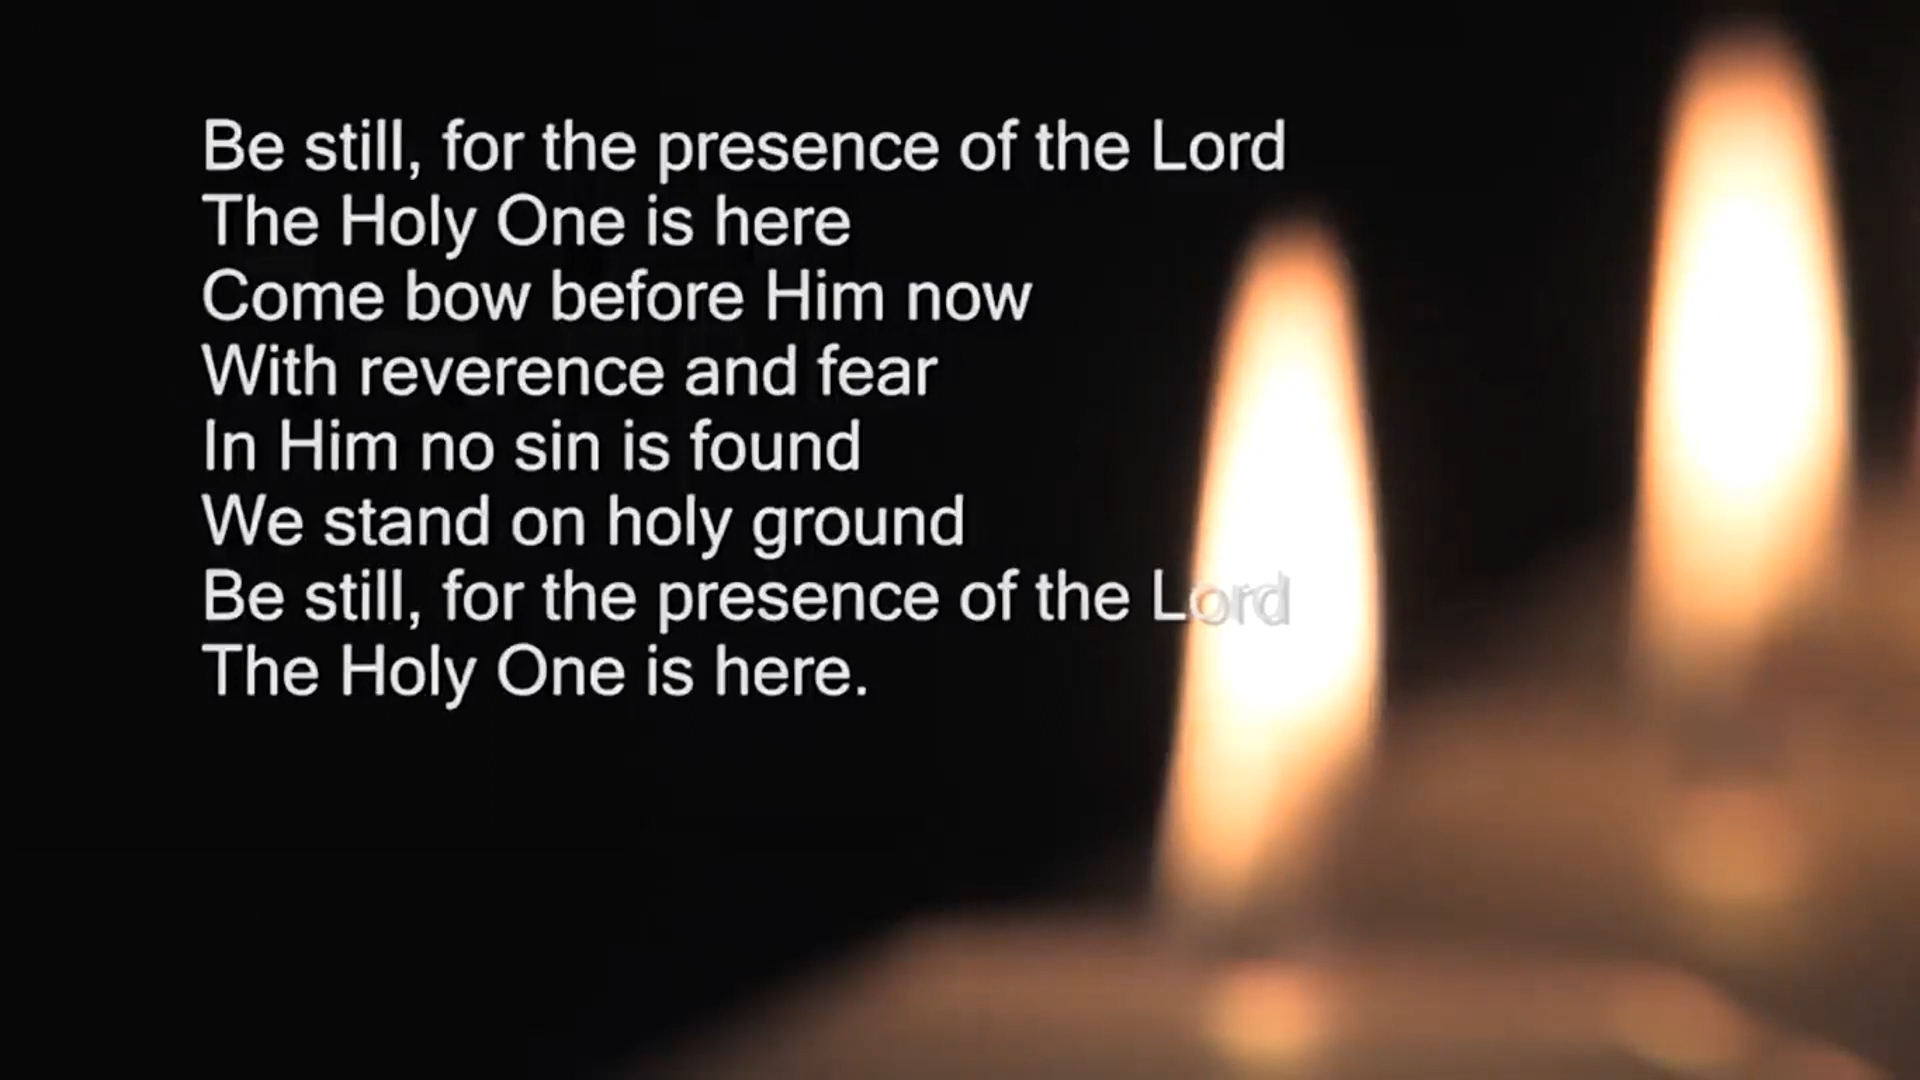 Be still, for the presence of the Lord
The Holy One is here
Come bow before Him now
With reverence and fear
In Him no sin is found
We stand on holy ground
Be still, for the presence of the Lord
The Holy One is here.